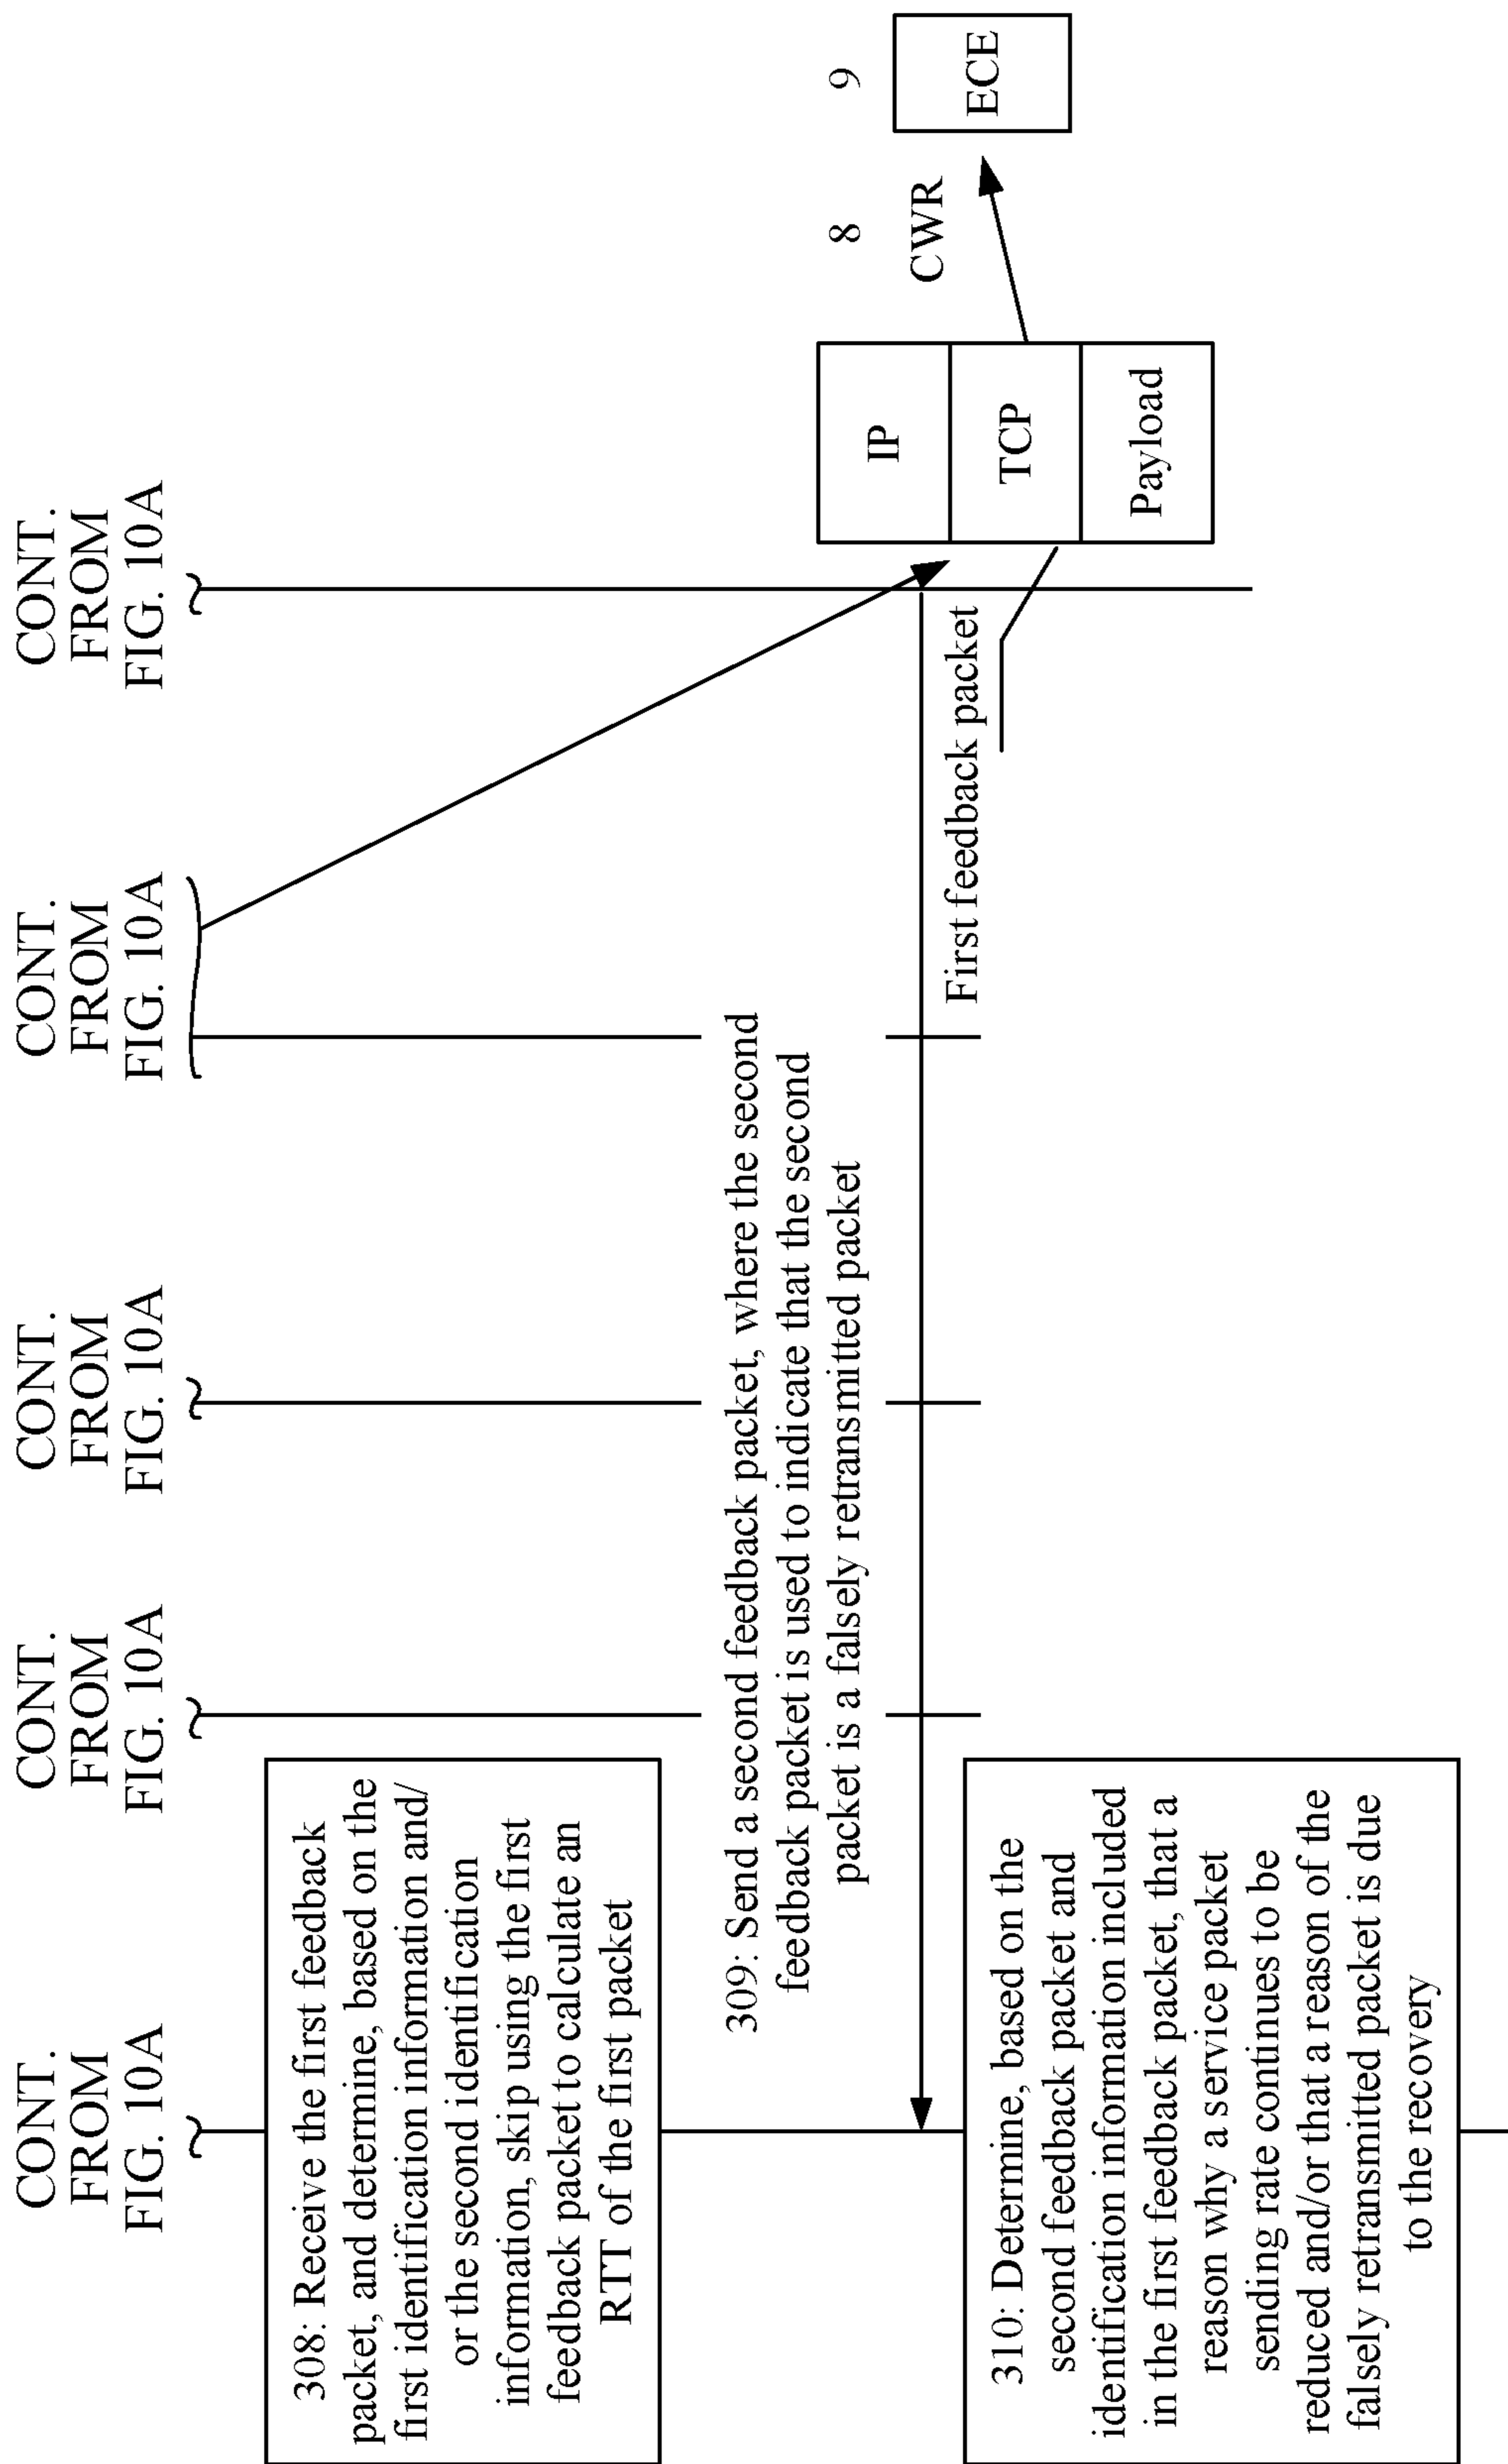 CONT.
FROM
FIG. 10A
CONT.
FROM
FIG. 10A
CONT.
FROM
FIG. 10A
CONT.
FROM
FIG. 10A
CONT.
FROM
FIG. 10A
308: Receive the first feedback
packet, and determine, based on the
first identification information and/
or the second identification
information, skip using the first
feedback packet to calculate an
RTT of the first packet
309: Send a second feedback packet, where the second
feedback packet is used to indicate that the second
packet is a falsely retransmitted packet
First feedback packet
IP
TCP
Payload
8
9
CWR
ECE
310: Determine, based on the
second feedback packet and
identification information included
in the first feedback packet, that a
reason why a service packet
sending rate continues to be
reduced and/or that a reason of the
falsely retransmitted packet is due
to the recovery